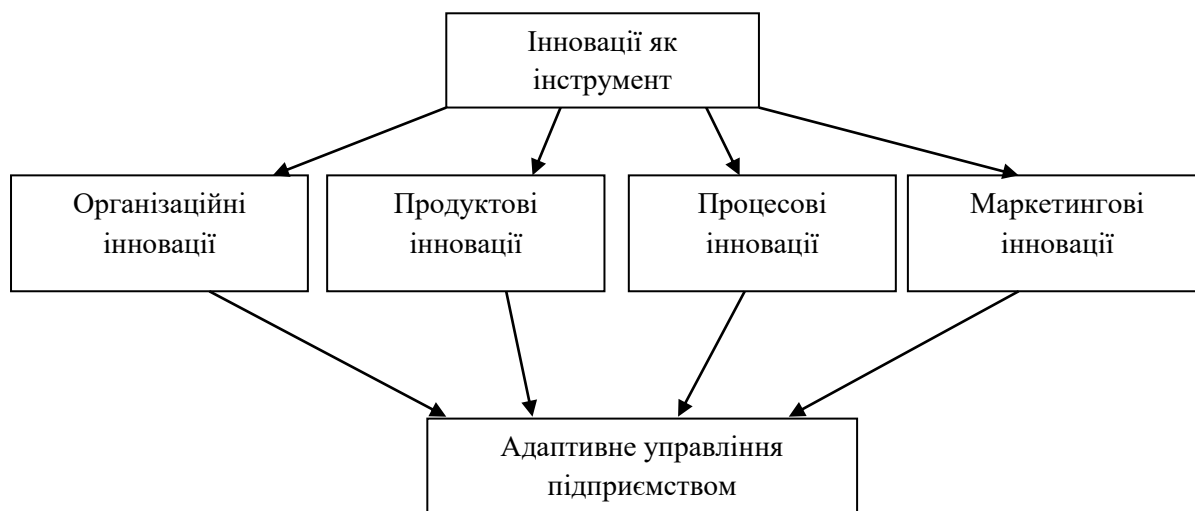 Інновації як
інструмент
Організаційні
інновації
Продуктові
інновації
Процесові
інновації
Маркетингові
інновації
Адаптивне управління
підприємством